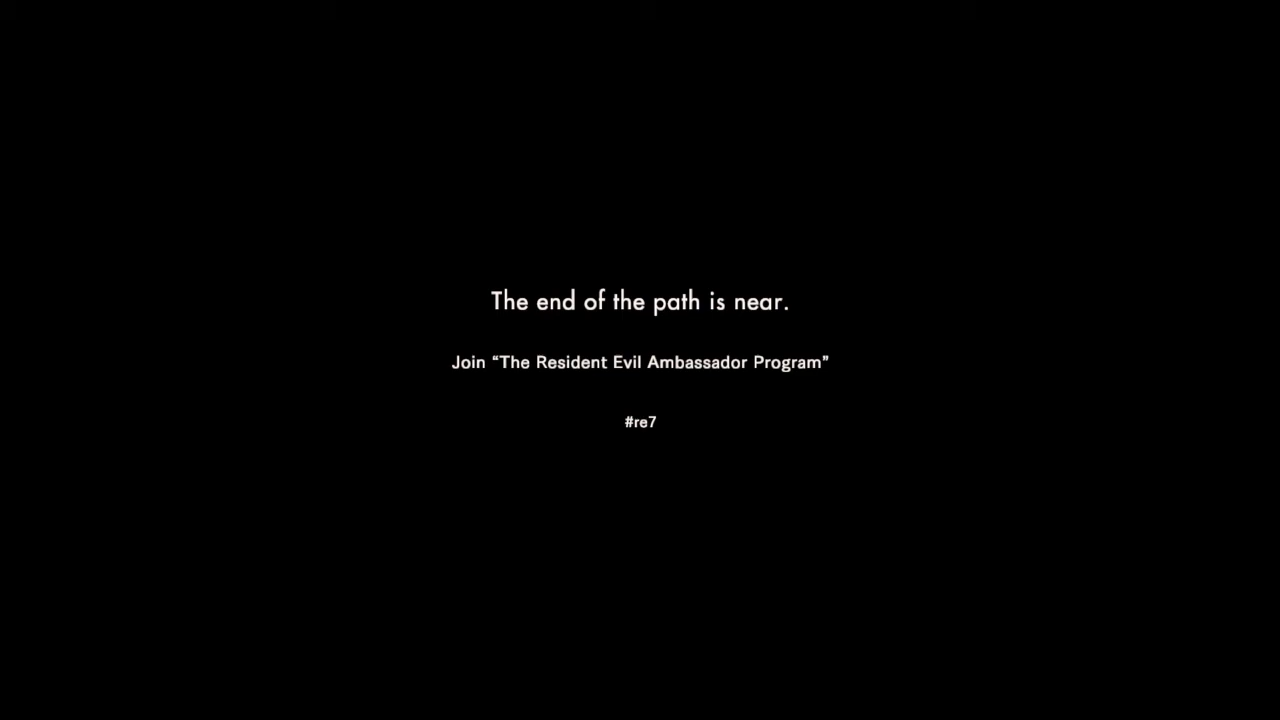 The end of the path is near.
Join “The Resident Evil Ambassador Program”
#re7